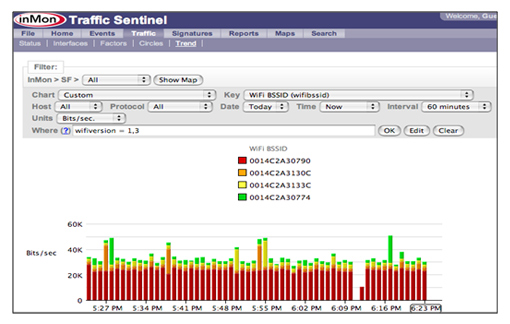 inMon Traffic Sentinel Welcome, Gue
File Home Events Traffic Signatures Reports Maps Search
Status | Interfaces | Factors | Circles | Trend |
Filter:
InMon > SF > All Show Map
Chart Custom Key WiFi BSSID (wifibssid)
Host All Protocol All Date Today Time Now Interval 60 minutes
Units Bits/sec.
Where [?] wifiversion = 1,3 OK Edit Clear
WiFi BSSID
0014C2A30790
0014C2A3130C
0014C2A3133C
0014C2A30774
60K
40K
Bits/sec
20K
0
5:27 PM 5:34 PM 5:41 PM 5:48 PM 5:55 PM 6:02 PM 6:09 PM 6:16 PM 6:23 PM